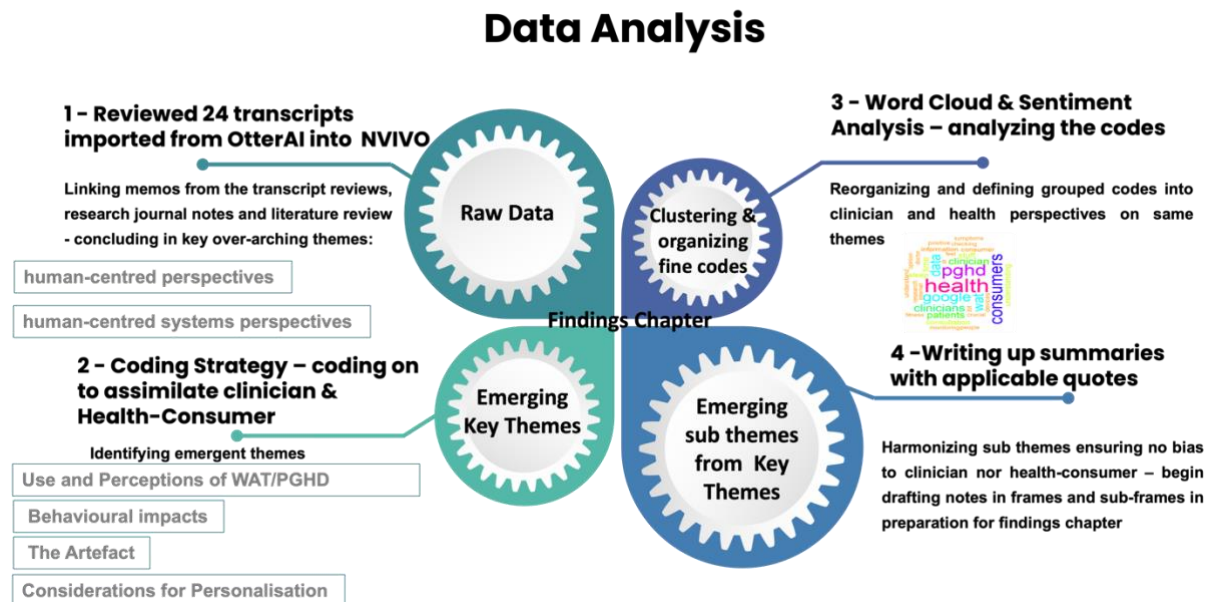 Data Analysis
1 - Reviewed 24 transcripts
imported from OtterAI into NVIVO
Linking memos from the transcript reviews,
research journal notes and literature review
- concluding in key over-arching themes:
human-centred perspectives
human-centred systems perspectives
2 - Coding Strategy – coding on
to assimilate clinician &
Health-Consumer
Identifying emergent themes
Use and Perceptions of WAT/PGHD
Behavioural impacts
The Artefact
Considerations for Personalisation
Raw Data
Clustering &
organizing
fine codes
Findings Chapter
Emerging
Key Themes
Emerging
sub themes
from Key
Themes
3 - Word Cloud & Sentiment
Analysis – analyzing the codes
Reorganizing and defining grouped codes into
clinician and health perspectives on same
themes
symptoms
information consumer
clinician
data
pghd
health
google
wat
clinicians
patients
consumers
4 -Writing up summaries
with applicable quotes
Harmonizing sub themes ensuring no bias
to clinician nor health-consumer – begin
drafting notes in frames and sub-frames in
preparation for findings chapter